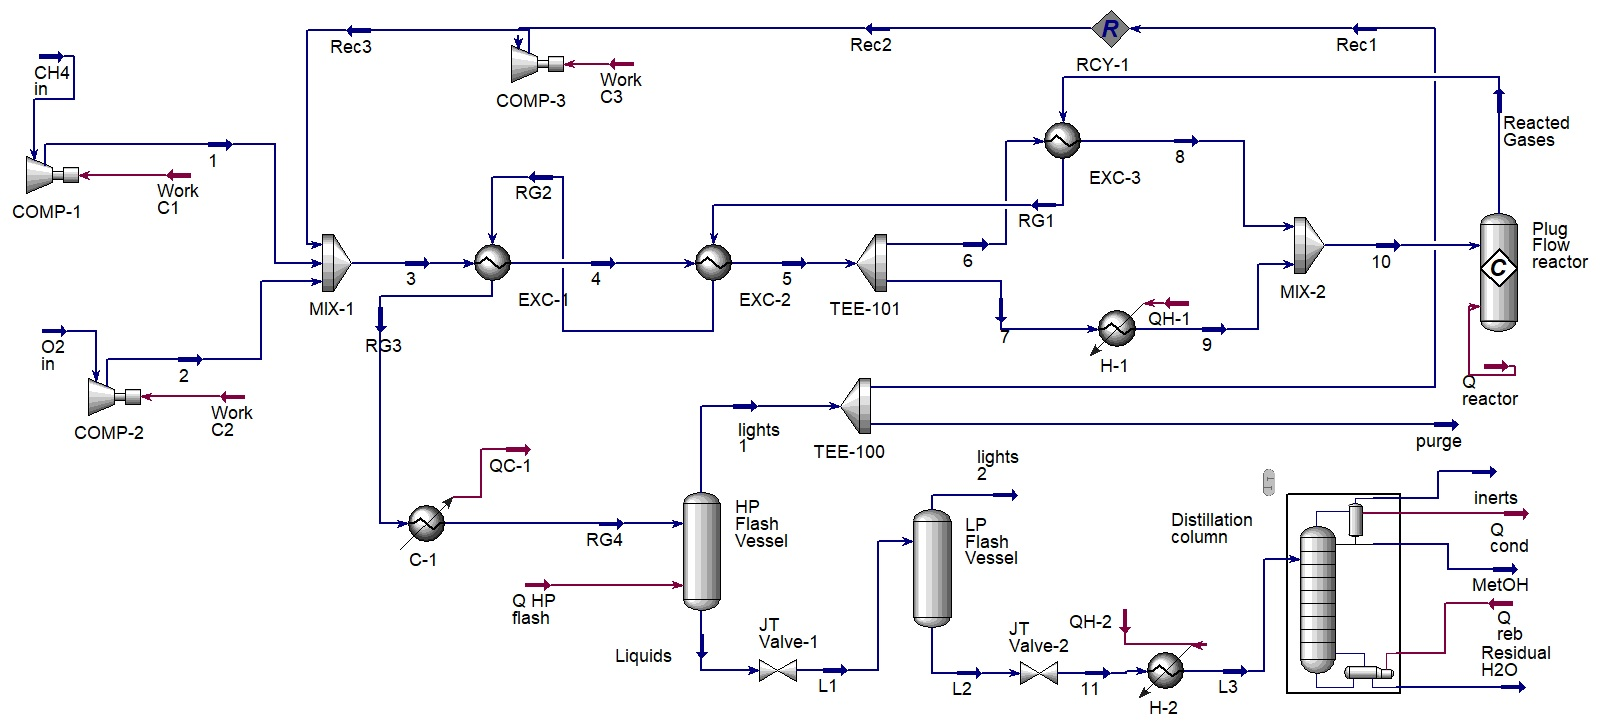 Rec3
Rec2
R
RCY-1
Rec1
CH4
in
COMP-3
Work
C3
Reacted
Gases
1
COMP-1
Work
C1
RG2
EXC-3
8
RG1
MIX-1
3
EXC-1
4
EXC-2
5
TEE-101
6
7
MIX-2
10
C
Plug
Flow
reactor
QH-1
H-1
9
O2
in
2
COMP-2
Work
C2
RG3
Q
reactor
lights
1
TEE-100
purge
QC-1
C-1
RG4
HP
Flash
Vessel
Q HP
flash
lights
2
LP
Flash
Vessel
Distillation
column
inerts
Q
cond
MetOH
Q
reb
Residual
H2O
Liquids
JT
Valve-1
L1
L2
JT
Valve-2
11
QH-2
H-2
L3